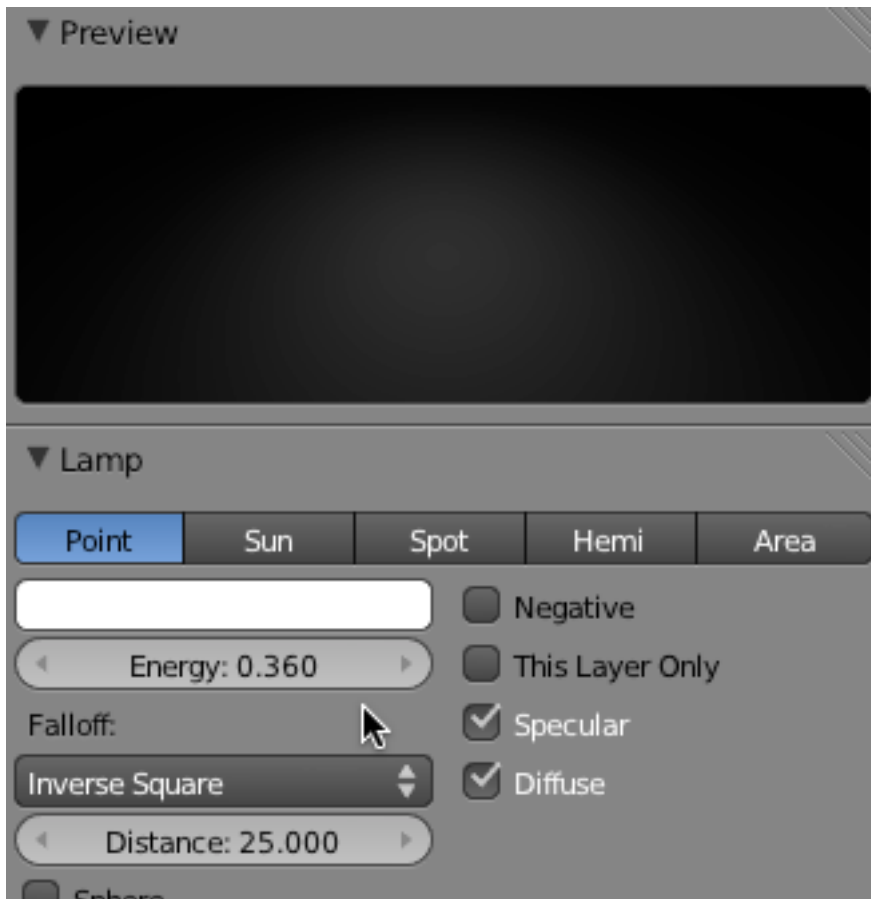 Preview
Lamp
Point Sun Spot Hemi Area
Negative
Energy: 0.360 This Layer Only
Falloff: Specular
Inverse Square Diffuse
Distance: 25.000
Sphere